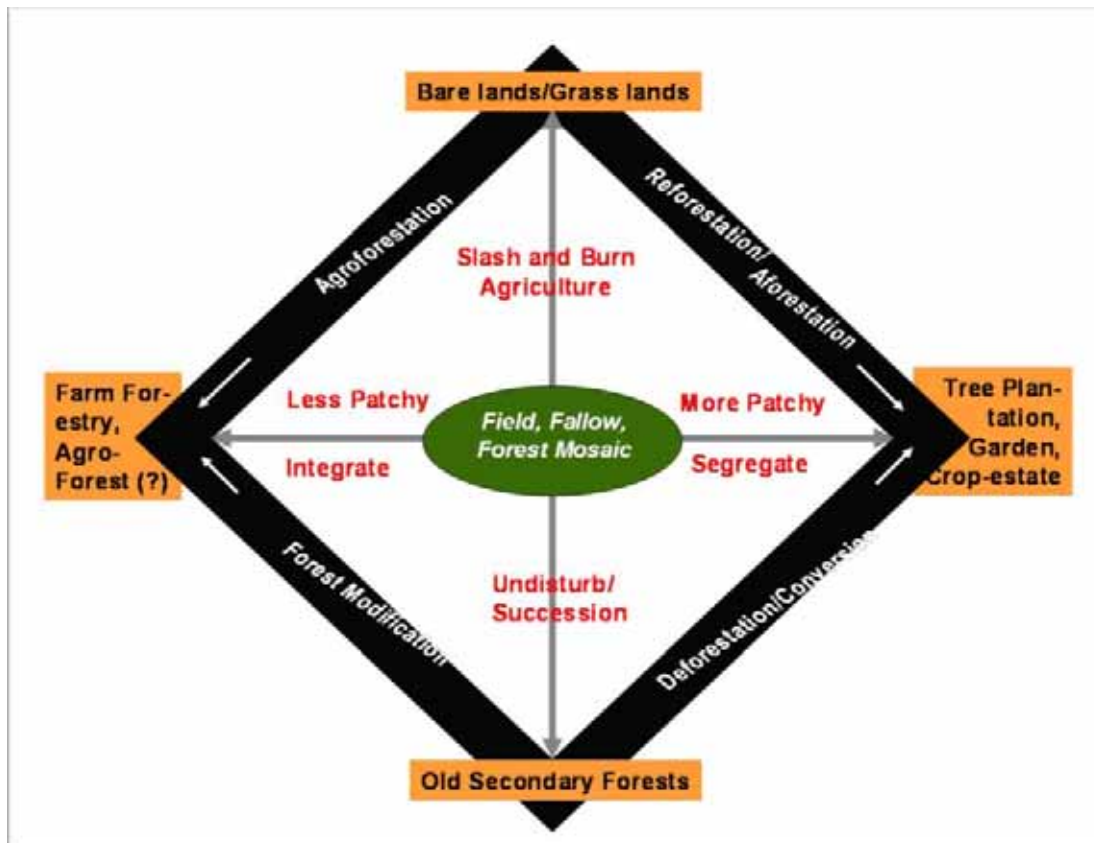 Bare lands/Grass lands
Agroforestation
Reforestation/
Aforestation
Slash and Burn
Agriculture
Farm For-
estry,
Agro-
Forest (?)
Less Patchy
Integrate
Field, Fallow,
Forest Mosaic
More Patchy
Segregate
Tree Plan-
tation,
Garden,
Crop-estate
Forest Modification
Undisturb/
Succession
Deforestation/Conversion
Old Secondary Forests